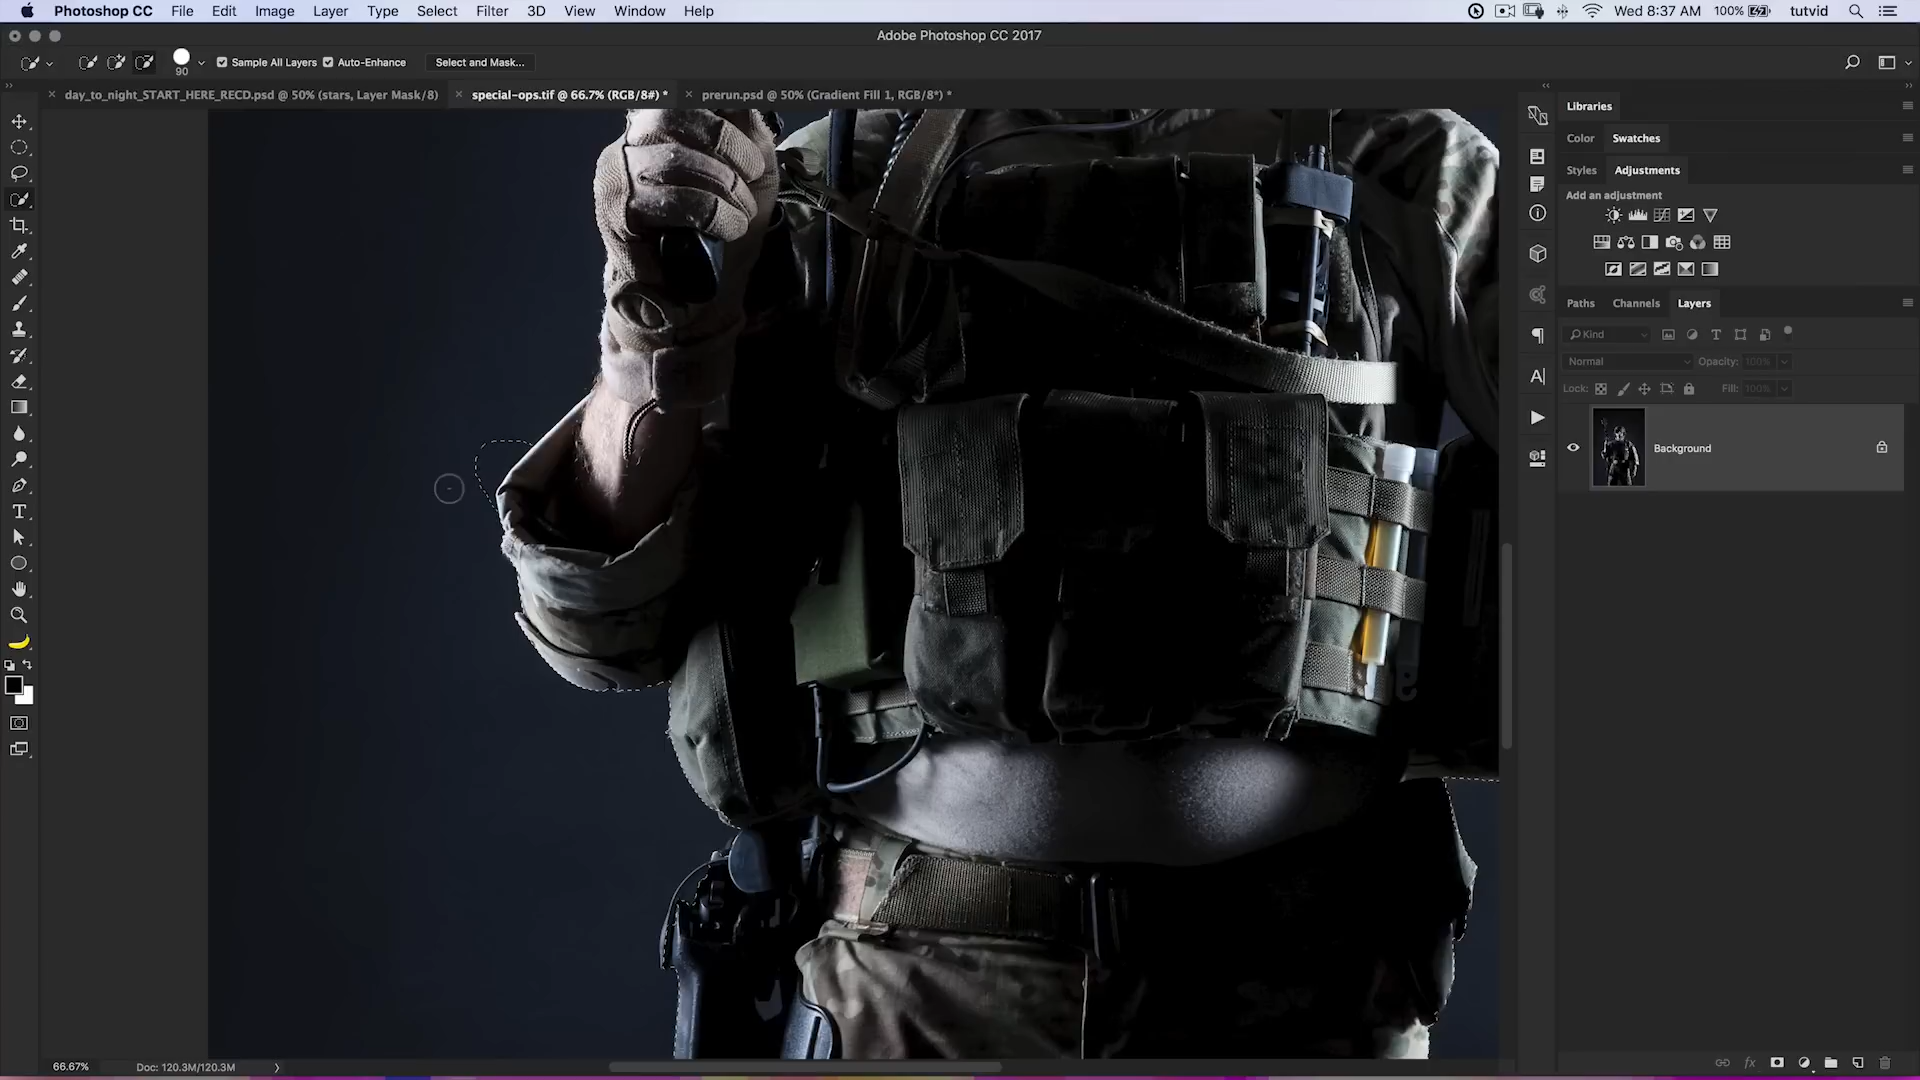 Photoshop CC File Edit Image Layer Type Select Filter 3D View Window Help Wed 8:37 AM 100% tutvid
Adobe Photoshop CC 2017
90 Sample All Layers Auto-Enhance Select and Mask...
day_to_night_START_HERE_RECD.psd @ 50% (stars, Layer Mask/8) special-ops.tif @ 66.7% (RGB/8#) * prerun.psd @ 50% (Gradient Fill 1, RGB/8*) *
Libraries
Color Swatches
Styles Adjustments
Add an adjustment
Paths Channels Layers
Kind
Normal Opacity: 100%
Lock: Fill: 100%
Background
66.67% Doc: 120.3M/120.3M